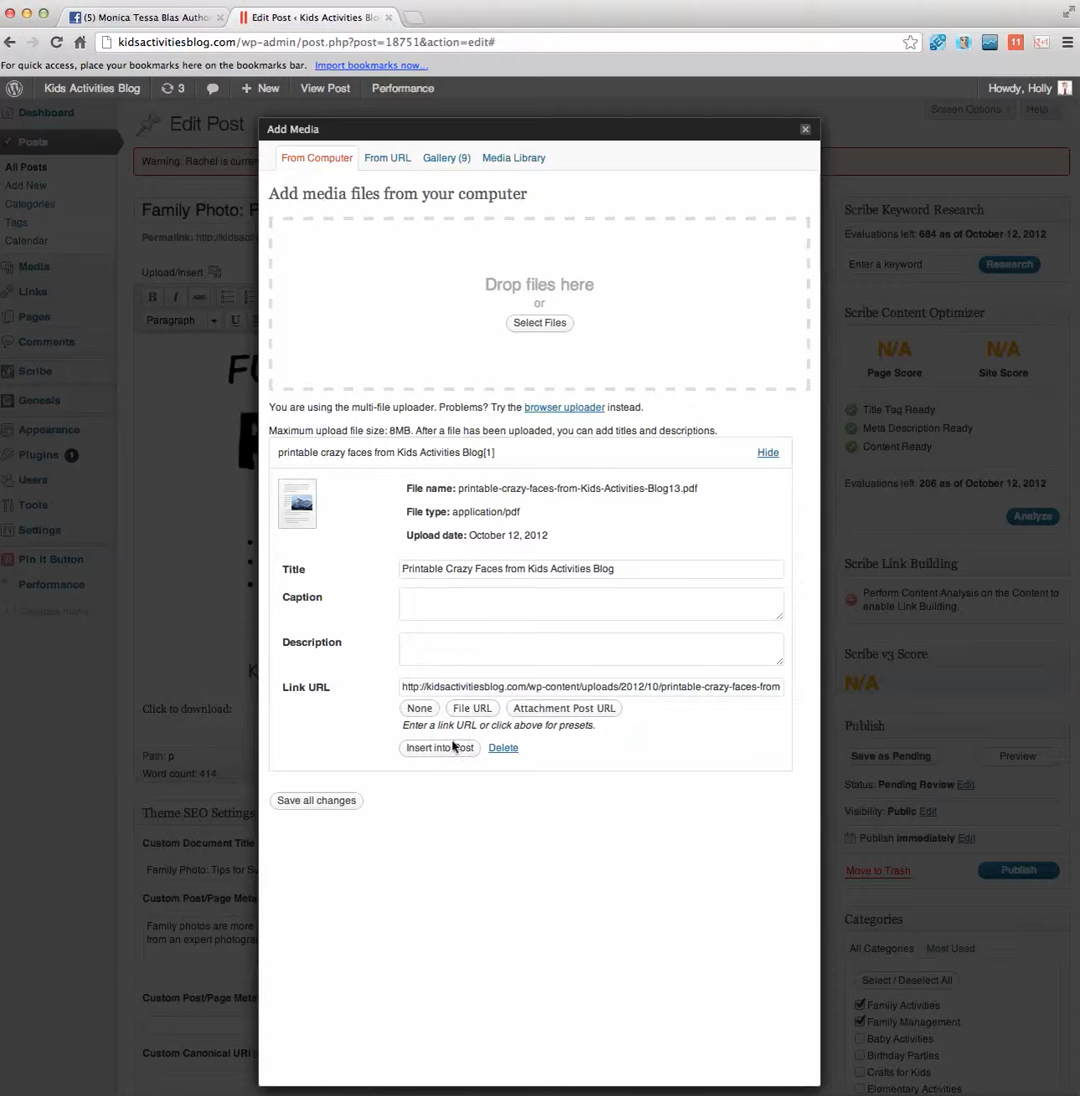 (5) Monica Tessa Blas Autho
Edit Post ‹ Kids Activities Blo
kidsactivitiesblog.com/wp-admin/post.php?post=18751&action=edit#
11
For quick access, place your bookmarks here on the bookmarks bar. Import bookmarks now...
Kids Activities Blog 3 + New View Post Performance Howdy, Holly
Dashboard
Posts
All Posts
Add New
Categories
Tags
Calendar
Media
Links
Pages
Comments
Scribe
Genesis
Appearance
Plugins 1
Users
Tools
Settings
Pin It Button
Performance
Collapse menu
Edit Post
Screen Options Help
Warning: Rachel is curren
Family Photo: P
Permalink: http://kidsacti
Upload/Insert
B I ABC
Paragraph U
FU
Click to download:
Path: p
Word count: 414
Theme SEO Settings
Custom Document Title
Family Photo: Tips for Su
Custom Post/Page Meta
Family photos are more
from an expert photogra
Custom Post/Page Meta
Custom Canonical URI
Add Media
From Computer From URL Gallery (9) Media Library
Add media files from your computer
Drop files here
or
Select Files
You are using the multi-file uploader. Problems? Try the browser uploader instead.
Maximum upload file size: 8MB. After a file has been uploaded, you can add titles and descriptions.
printable crazy faces from Kids Activities Blog[1] Hide
File name: printable-crazy-faces-from-Kids-Activities-Blog13.pdf
File type: application/pdf
Upload date: October 12, 2012
Title Printable Crazy Faces from Kids Activities Blog
Caption
Description
Link URL http://kidsactivitiesblog.com/wp-content/uploads/2012/10/printable-crazy-faces-from
None File URL Attachment Post URL
Enter a link URL or click above for presets.
Insert into Post Delete
Save all changes
Scribe Keyword Research
Evaluations left: 684 as of October 12, 2012
Enter a keyword Research
Scribe Content Optimizer
N/A N/A
Page Score Site Score
Title Tag Ready
Meta Description Ready
Content Ready
Evaluations left: 206 as of October 12, 2012
Analyze
Scribe Link Building
Perform Content Analysis on the Content to
enable Link Building.
Scribe v3 Score
N/A
Publish
Save as Pending Preview
Status: Pending Review Edit
Visibility: Public Edit
Publish immediately Edit
Move to Trash Publish
Categories
All Categories Most Used
Select / Deselect All
Family Activities
Family Management
Baby Activities
Birthday Parties
Crafts for Kids
Elementary Activities